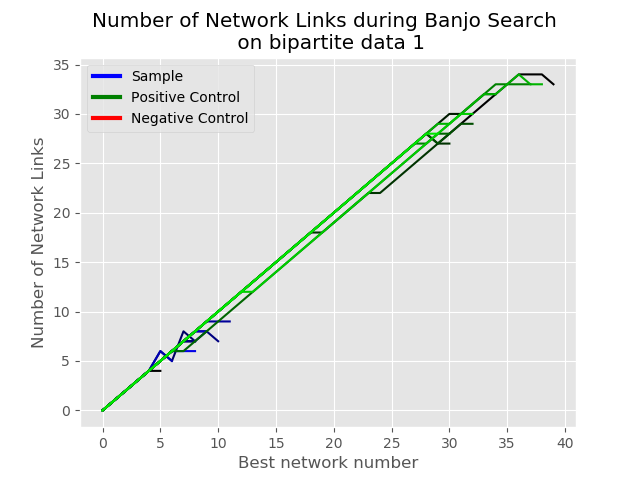 Number of Network Links during Banjo Search
on bipartite data 1
Sample
Positive Control
Negative Control
Number of Network Links
35
30
25
20
15
10
5
0
0 5 10 15 20 25 30 35 40
Best network number